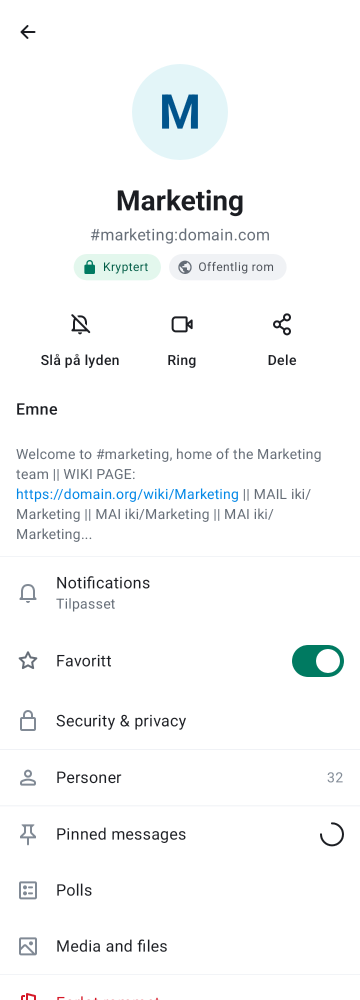 M
Marketing
#marketing:domain.com
Kryptert
Offentlig rom
Slå på lyden
Ring
Dele
Emne
Welcome to #marketing, home of the Marketing
team || WIKI PAGE:
https://domain.org/wiki/Marketing || MAIL iki/
Marketing || MAI iki/Marketing || MAI iki/
Marketing...
Notifications
Tilpasset
Favoritt
Security & privacy
Personer
32
Pinned messages
Polls
Media and files